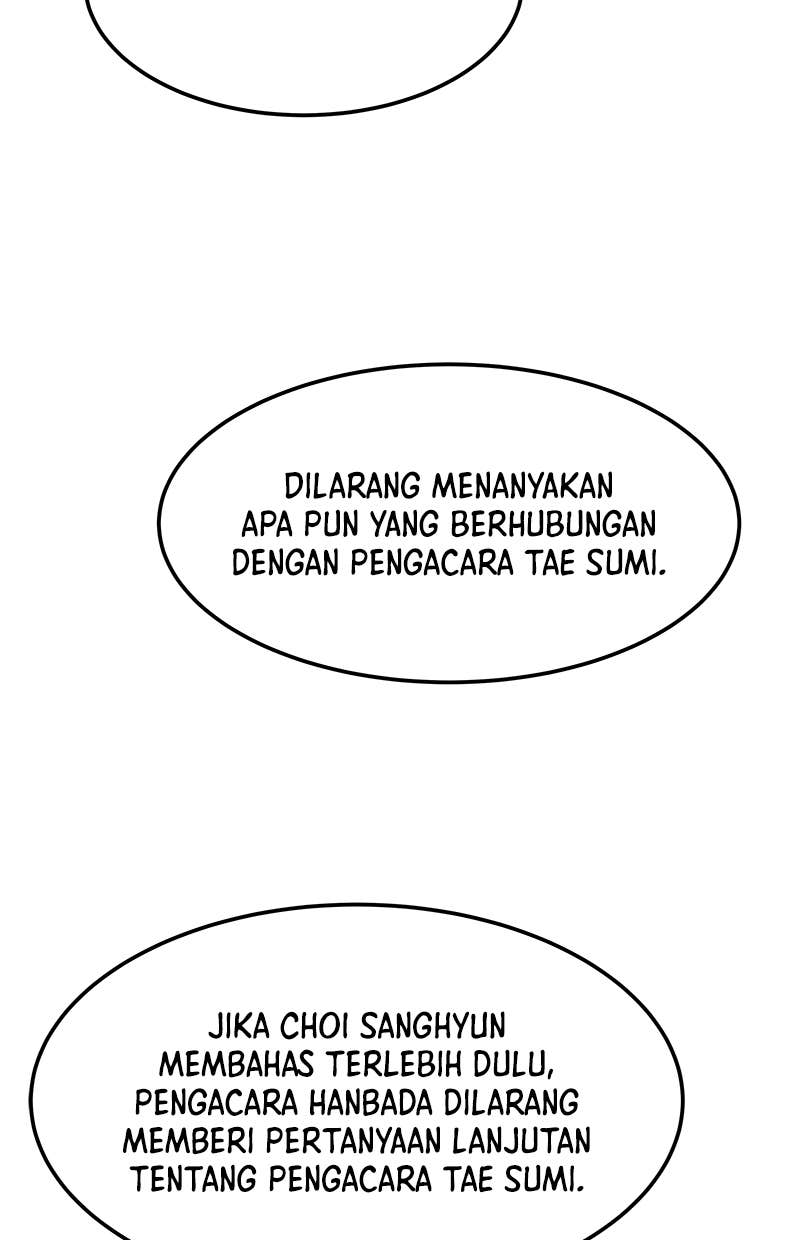 DILARANG MENANYAKAN
APA PUN YANG BERHUBUNGAN
DENGAN PENGACARA TAE SUMI.
JIKA CHOI SANGHYUN
MEMBAHAS TERLEBIH DULU,
PENGACARA HANBADA DILARANG
MEMBERI PERTANYAAN LANJUTAN
TENTANG PENGACARA TAE SUMI.